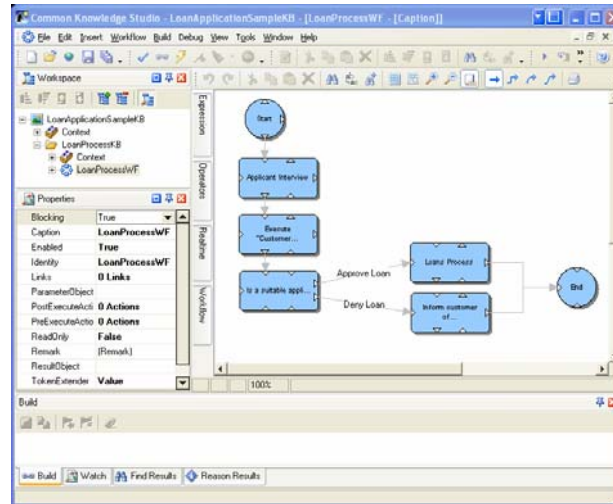 Common Knowledge Studio - LoanApplicationSampleKB - [LoanProcessWF - [Caption]]
File Edit Insert Workflow Build Debug View Tools Window Help
Workspace
LoanApplicationSampleKB
Context
LoanProcessKB
Context
LoanProcessWF
Properties
Blocking True
Caption LoanProcessWF
Enabled True
Identity LoanProcessWF
Links 0 Links
ParameterObject
PostExecuteActi 0 Actions
PreExecuteActio 0 Actions
ReadOnly False
Remark [Remark]
ResultObject
TokenExtender Value
Expression
Operators
Realtime
Workflow
Start
Applicant Interview
Execute
"Customer...
Is a suitable appli...
Approve Loan
Deny Loan
Loans Process
Inform customer
of...
End
100%
Build
Build Watch Find Results Reason Results